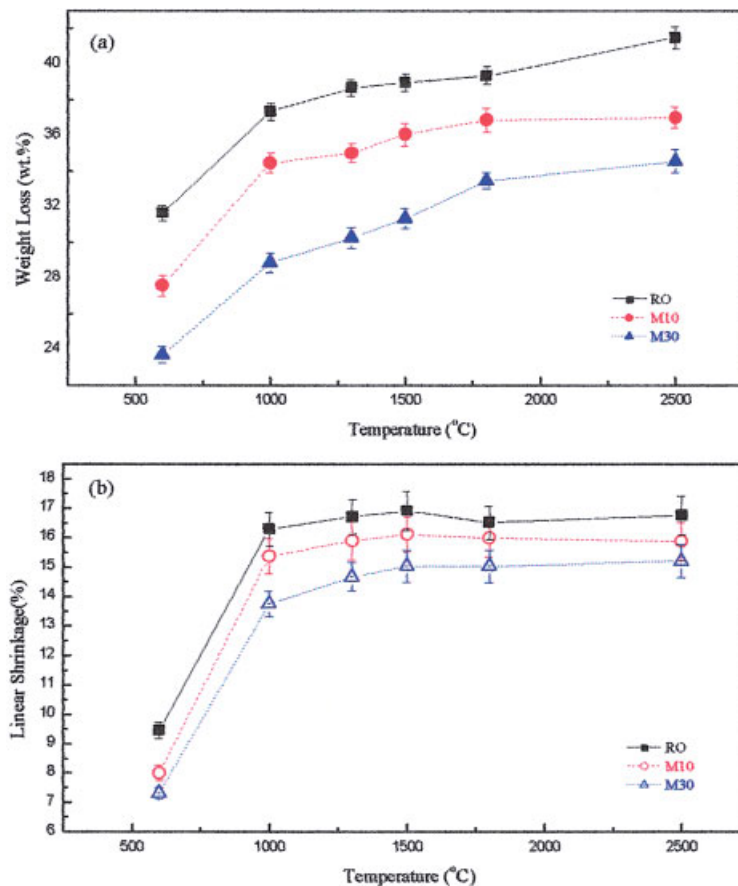 (a)
40
36
32
28
24
Weight Loss (wt.%)
RO
M10
M30
500 1000 1500 2000 2500
Temperature (°C)
(b)
18
17
16
15
14
13
12
11
10
9
8
7
6
Linear Shrinkage(%)
RO
M10
M30
500 1000 1500 2000 2500
Temperature (°C)